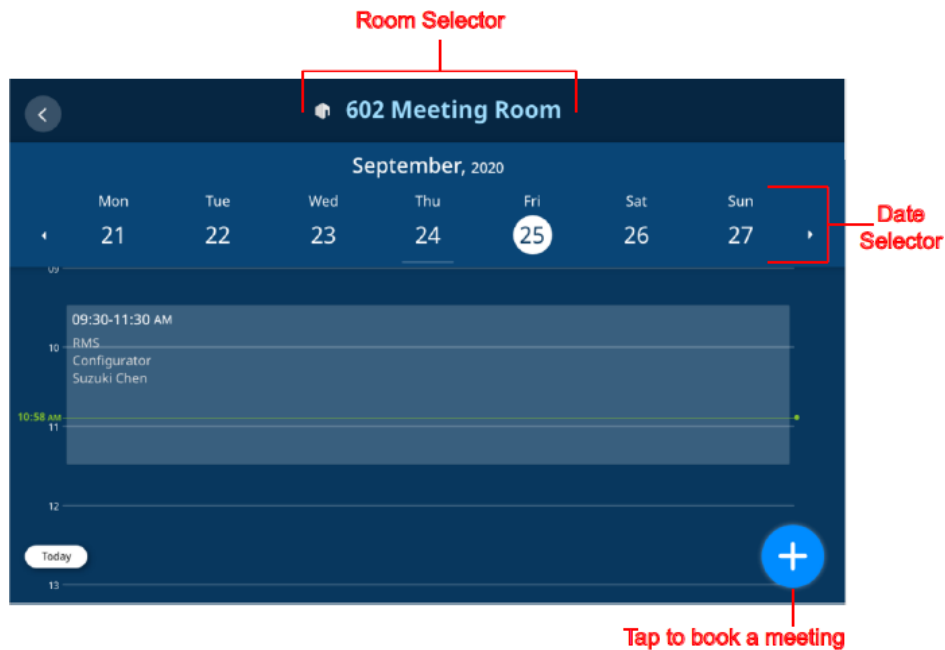 Room Selector
602 Meeting Room
September, 2020
Mon Tue Wed Thu Fri Sat Sun
21 22 23 24 25 26 27
Date
Selector
09
09:30-11:30 AM
10
RMS
Configurator
Suzuki Chen
10:58 AM
11
12
Today
13
Tap to book a meeting